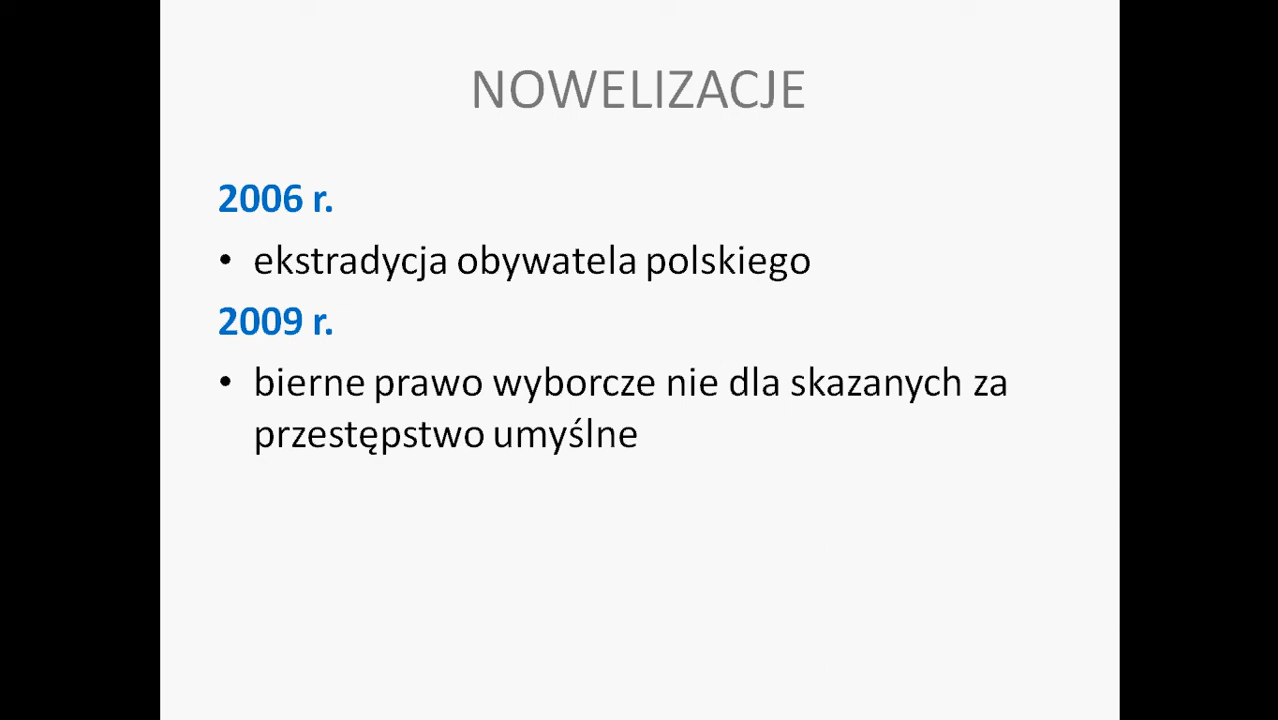 NOWELIZACJE
2006 r.
• ekstradycja obywatela polskiego
2009 r.
• bierne prawo wyborcze nie dla skazanych za
przestępstwo umyślne